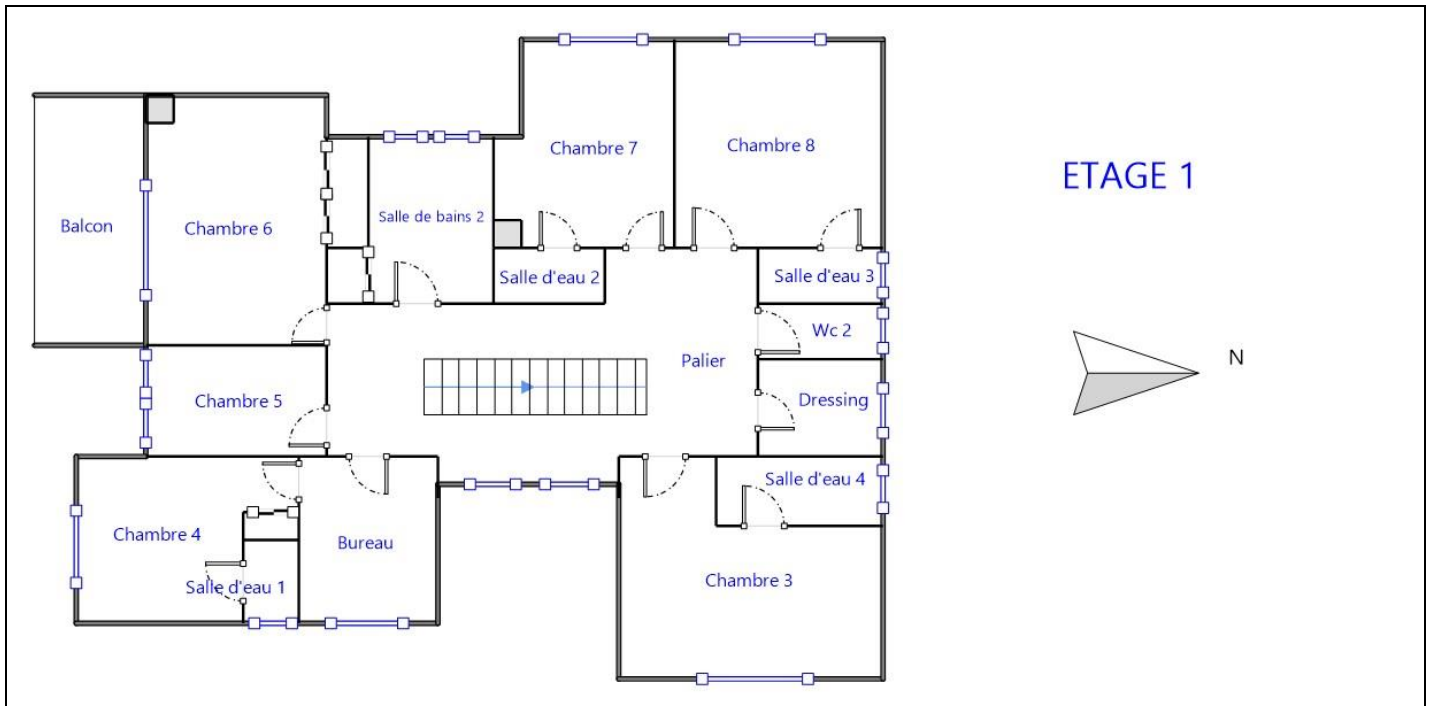 Chambre 7
Chambre 8
ETAGE 1
Balcon
Chambre 6
Salle de bains 2
Salle d'eau 2
Salle d'eau 3
Wc 2
Palier
N
Chambre 5
Dressing
Salle d'eau 4
Chambre 4
Bureau
Salle d'eau 1
Chambre 3